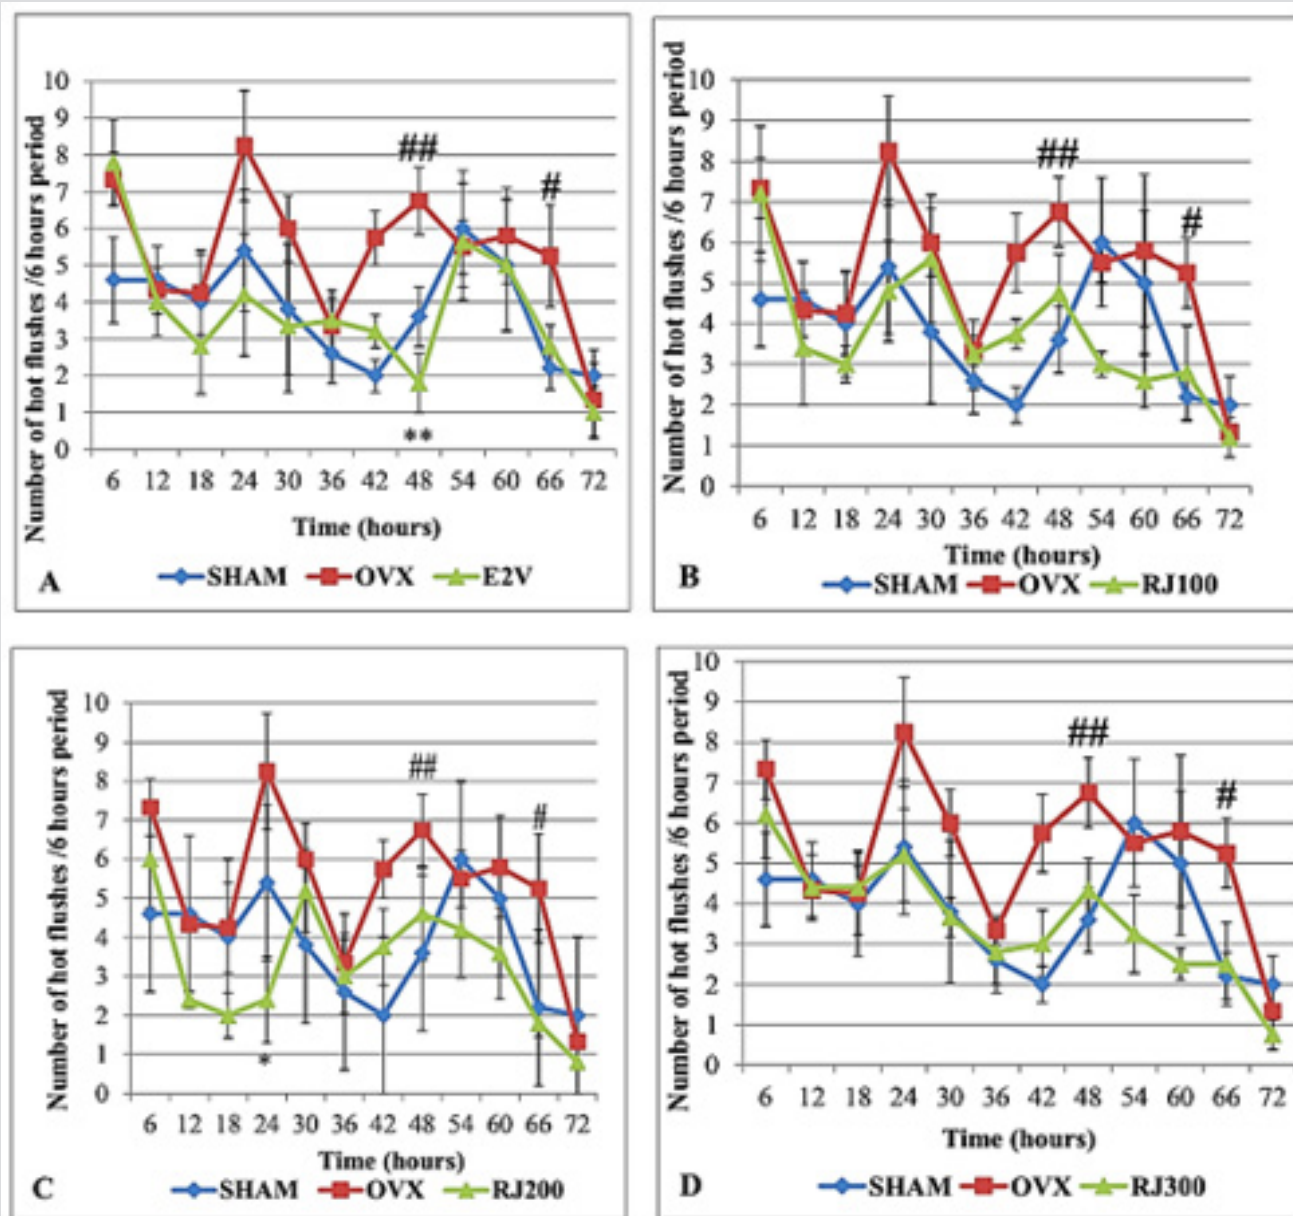 Number of hot flushes /6 hours period
10
9
8
7
6
5
4
3
2
1
0
##
#
**
6 12 18 24 30 36 42 48 54 60 66 72
Time (hours)
A
SHAM OVX E2V
Number of hot flushes /6 hours period
10
9
8
7
6
5
4
3
2
1
0
##
#
6 12 18 24 30 36 42 48 54 60 66 72
Time (hours)
B
SHAM OVX RJ100
Number of hot flushes /6 hours period
10
9
8
7
6
5
4
3
2
1
0
##
#
*
6 12 18 24 30 36 42 48 54 60 66 72
Time (hours)
C
SHAM OVX RJ200
Number of hot flushes /6 hours period
10
9
8
7
6
5
4
3
2
1
0
##
#
6 12 18 24 30 36 42 48 54 60 66 72
Time (hours)
D
SHAM OVX RJ300